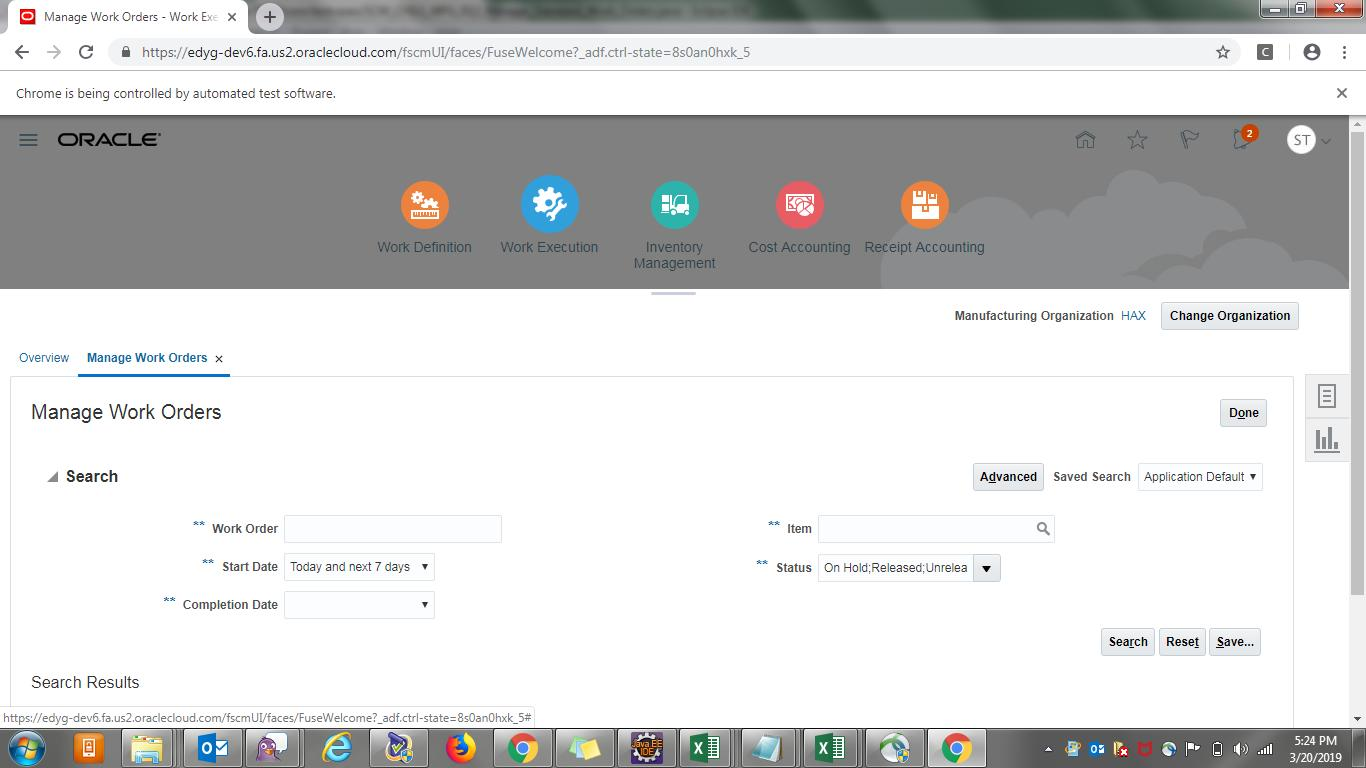 Manage Work Orders - Work Exe
https://edyg-dev6.fa.us2.oraclecloud.com/fscmUI/faces/FuseWelcome?_adf.ctrl-state=8s0an0hxk_5
C
Chrome is being controlled by automated test software.
ORACLE
2
ST
Work Definition
Work Execution
Inventory Management
Cost Accounting
Receipt Accounting
Manufacturing Organization HAX Change Organization
Overview Manage Work Orders
Manage Work Orders
Done
Search
Advanced Saved Search Application Default
** Work Order
** Item
** Start Date Today and next 7 days
** Status On Hold;Released;Unrelea
** Completion Date
Search Reset Save...
Search Results
https://edyg-dev6.fa.us2.oraclecloud.com/fscmUI/faces/FuseWelcome?_adf.ctrl-state=8s0an0hxk_5#
Java EE
IDE
5:24 PM
3/20/2019